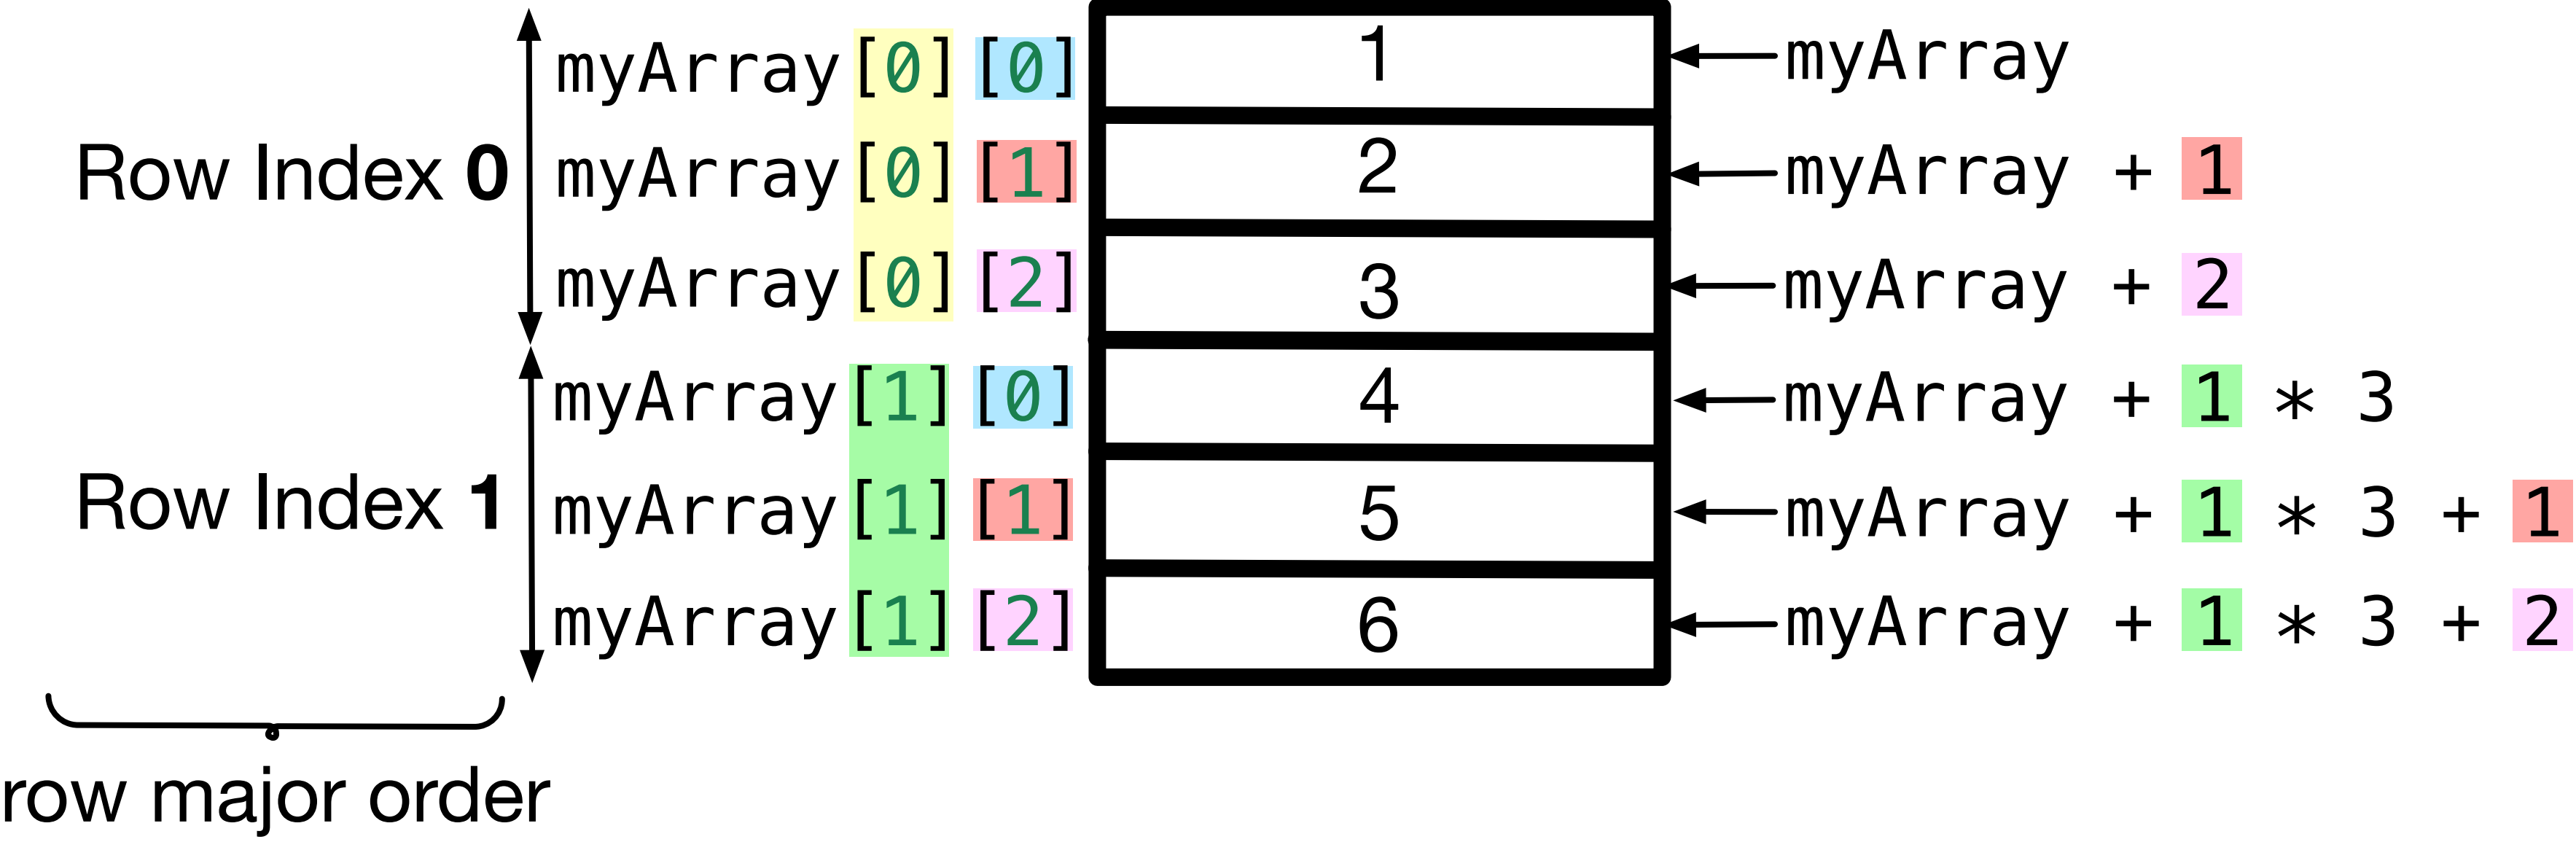 myArray[0] [0] 1 myArray
Row Index 0 myArray[0] [1] 2 myArray + 1
myArray[0] [2] 3 myArray + 2
myArray[1] [0] 4 myArray + 1 * 3
Row Index 1 myArray[1] [1] 5 myArray + 1 * 3 + 1
myArray[1] [2] 6 myArray + 1 * 3 + 2
row major order